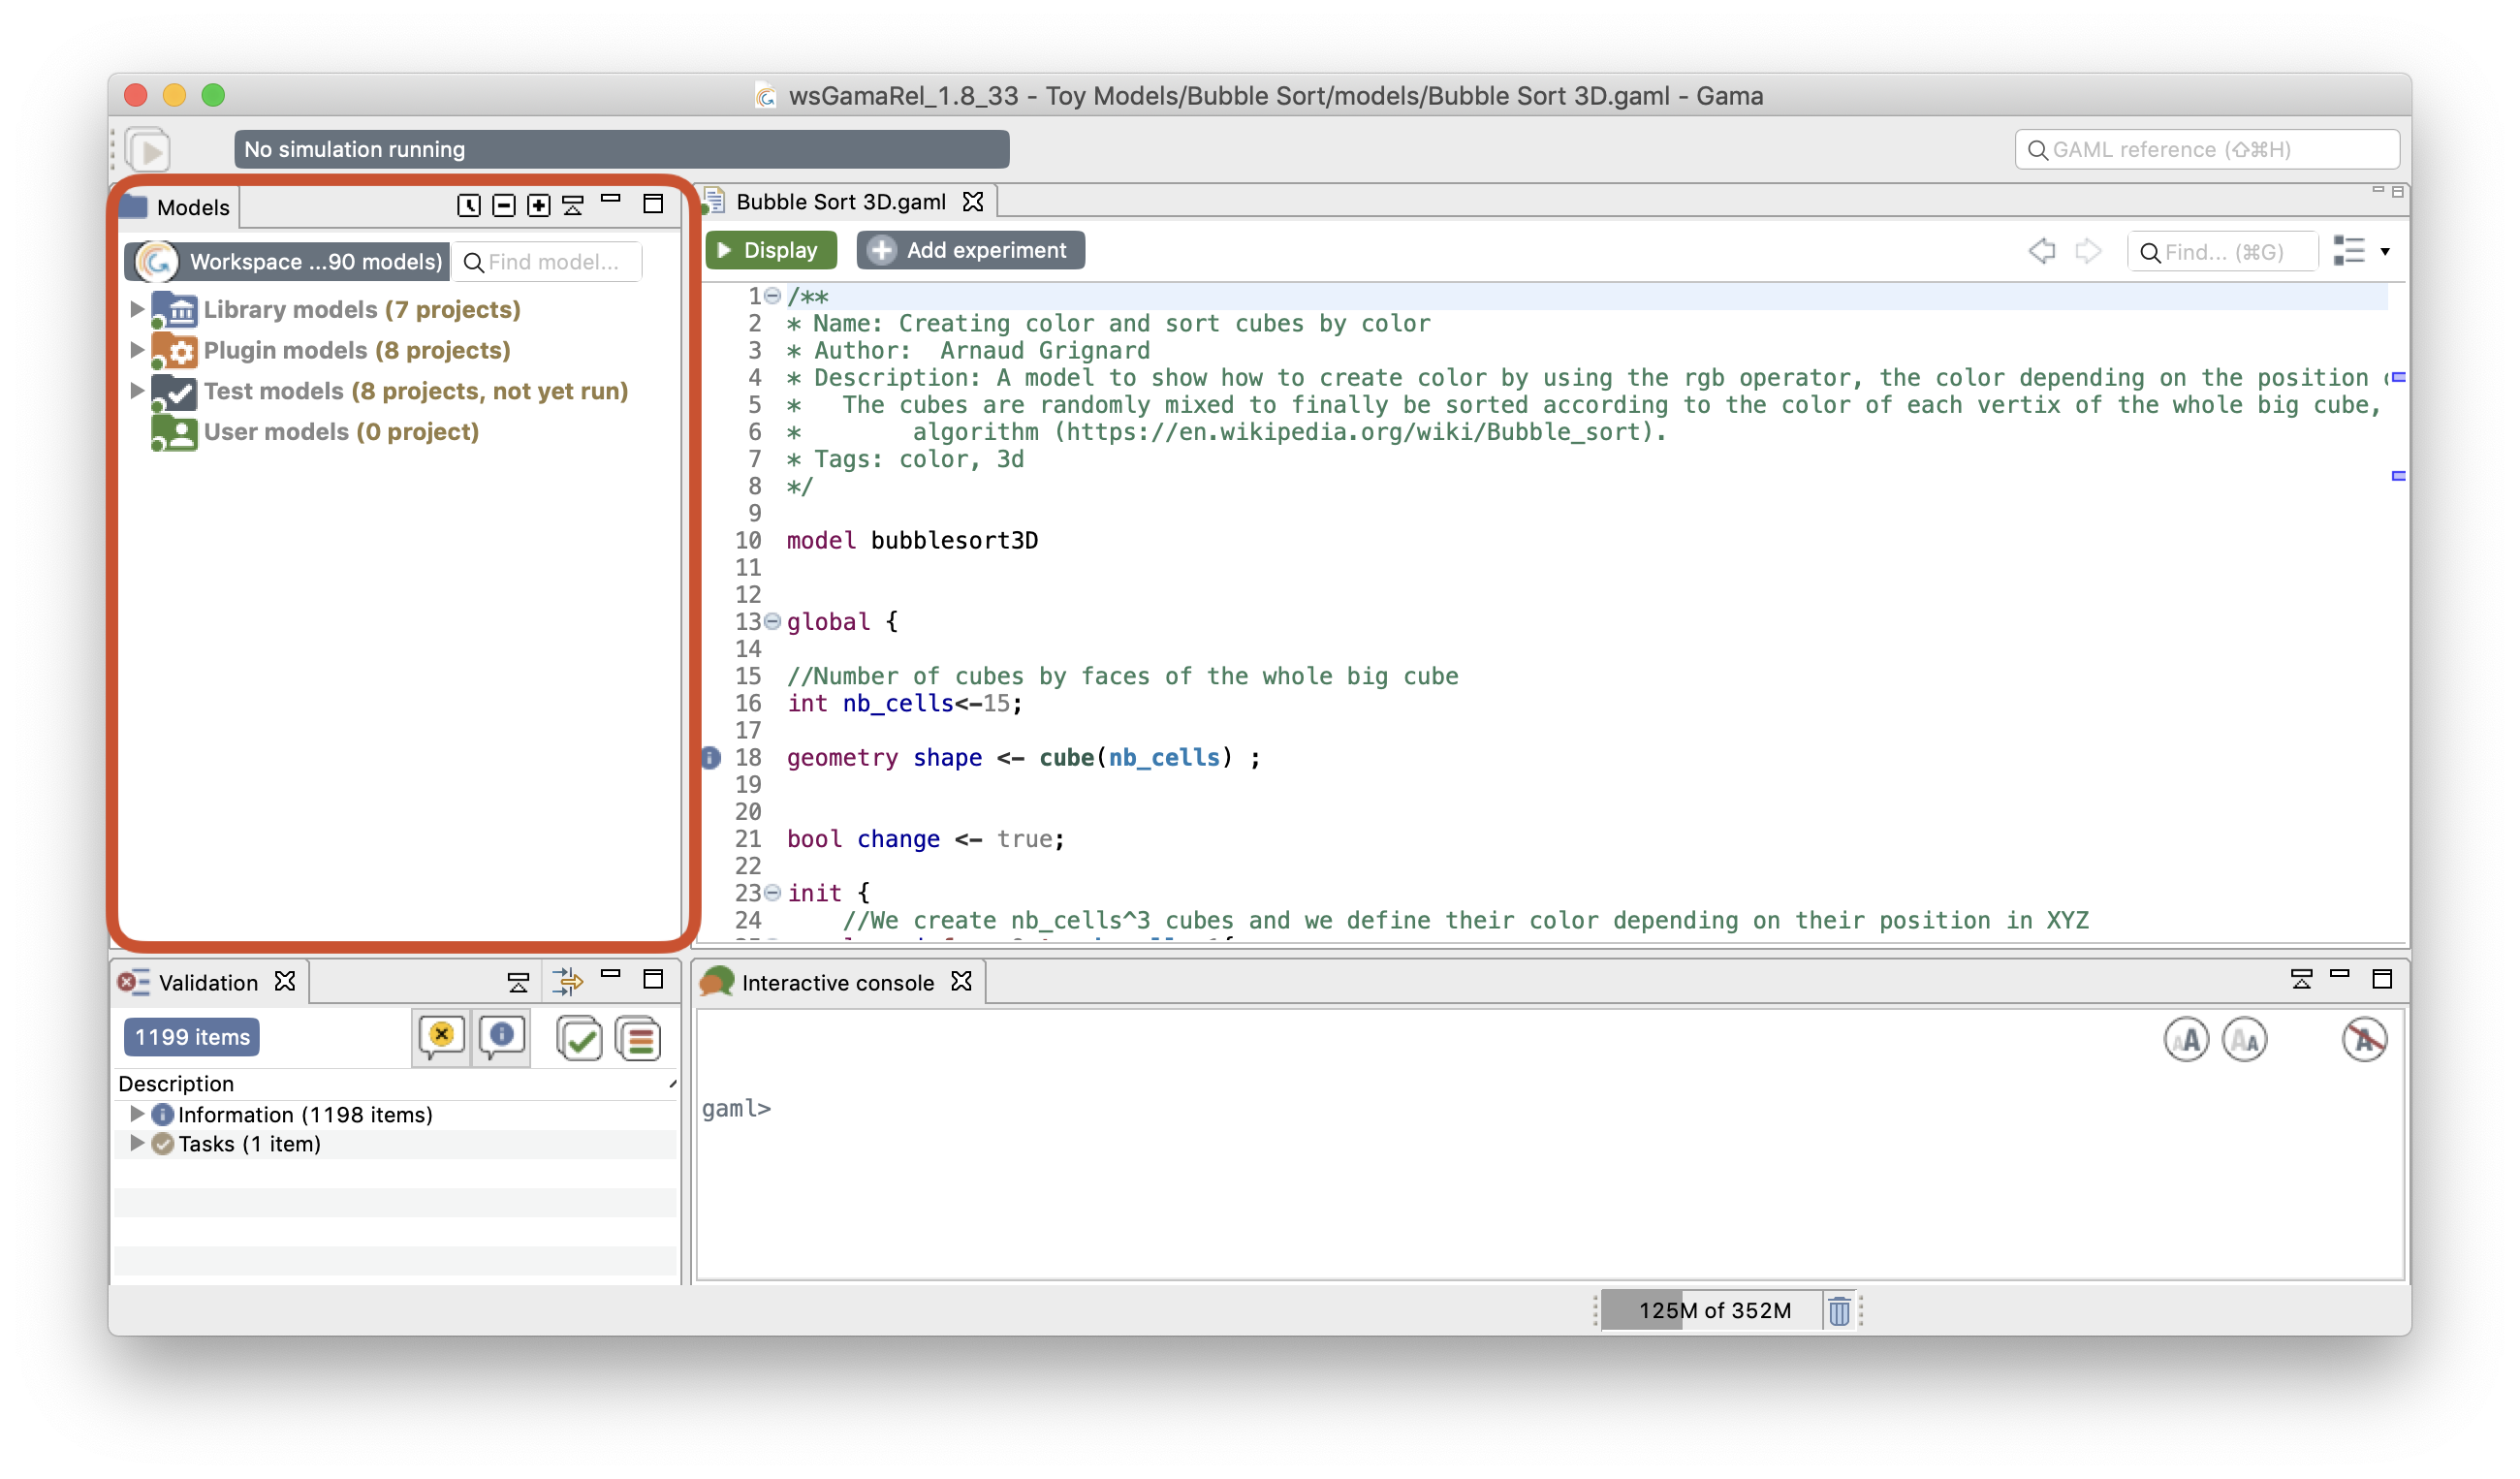 wsGamaRel_1.8_33 - Toy Models/Bubble Sort/models/Bubble Sort 3D.gaml - Gama
No simulation running
GAML reference (⇧⌘H)
Models
Workspace ...90 models)
Find model...
Library models (7 projects)
Plugin models (8 projects)
Test models (8 projects, not yet run)
User models (0 project)
Bubble Sort 3D.gaml
Display
Add experiment
Find... (⌘G)
1 /**
2 * Name: Creating color and sort cubes by color
3 * Author:  Arnaud Grignard
4 * Description: A model to show how to create color by using the rgb operator, the color depending on the position
5 *   The cubes are randomly mixed to finally be sorted according to the color of each vertix of the whole big cube,
6 *        algorithm (https://en.wikipedia.org/wiki/Bubble_sort).
7 * Tags: color, 3d
8 */
9
10 model bubblesort3D
11
12
13 global {
14
15 //Number of cubes by faces of the whole big cube
16 int nb_cells<-15;
17
18 geometry shape <- cube(nb_cells) ;
19
20
21 bool change <- true;
22
23 init {
24     //We create nb_cells^3 cubes and we define their color depending on their position in XYZ
Validation
1199 items
Description
Information (1198 items)
Tasks (1 item)
Interactive console
AA
AA
A
gaml>
125M of 352M